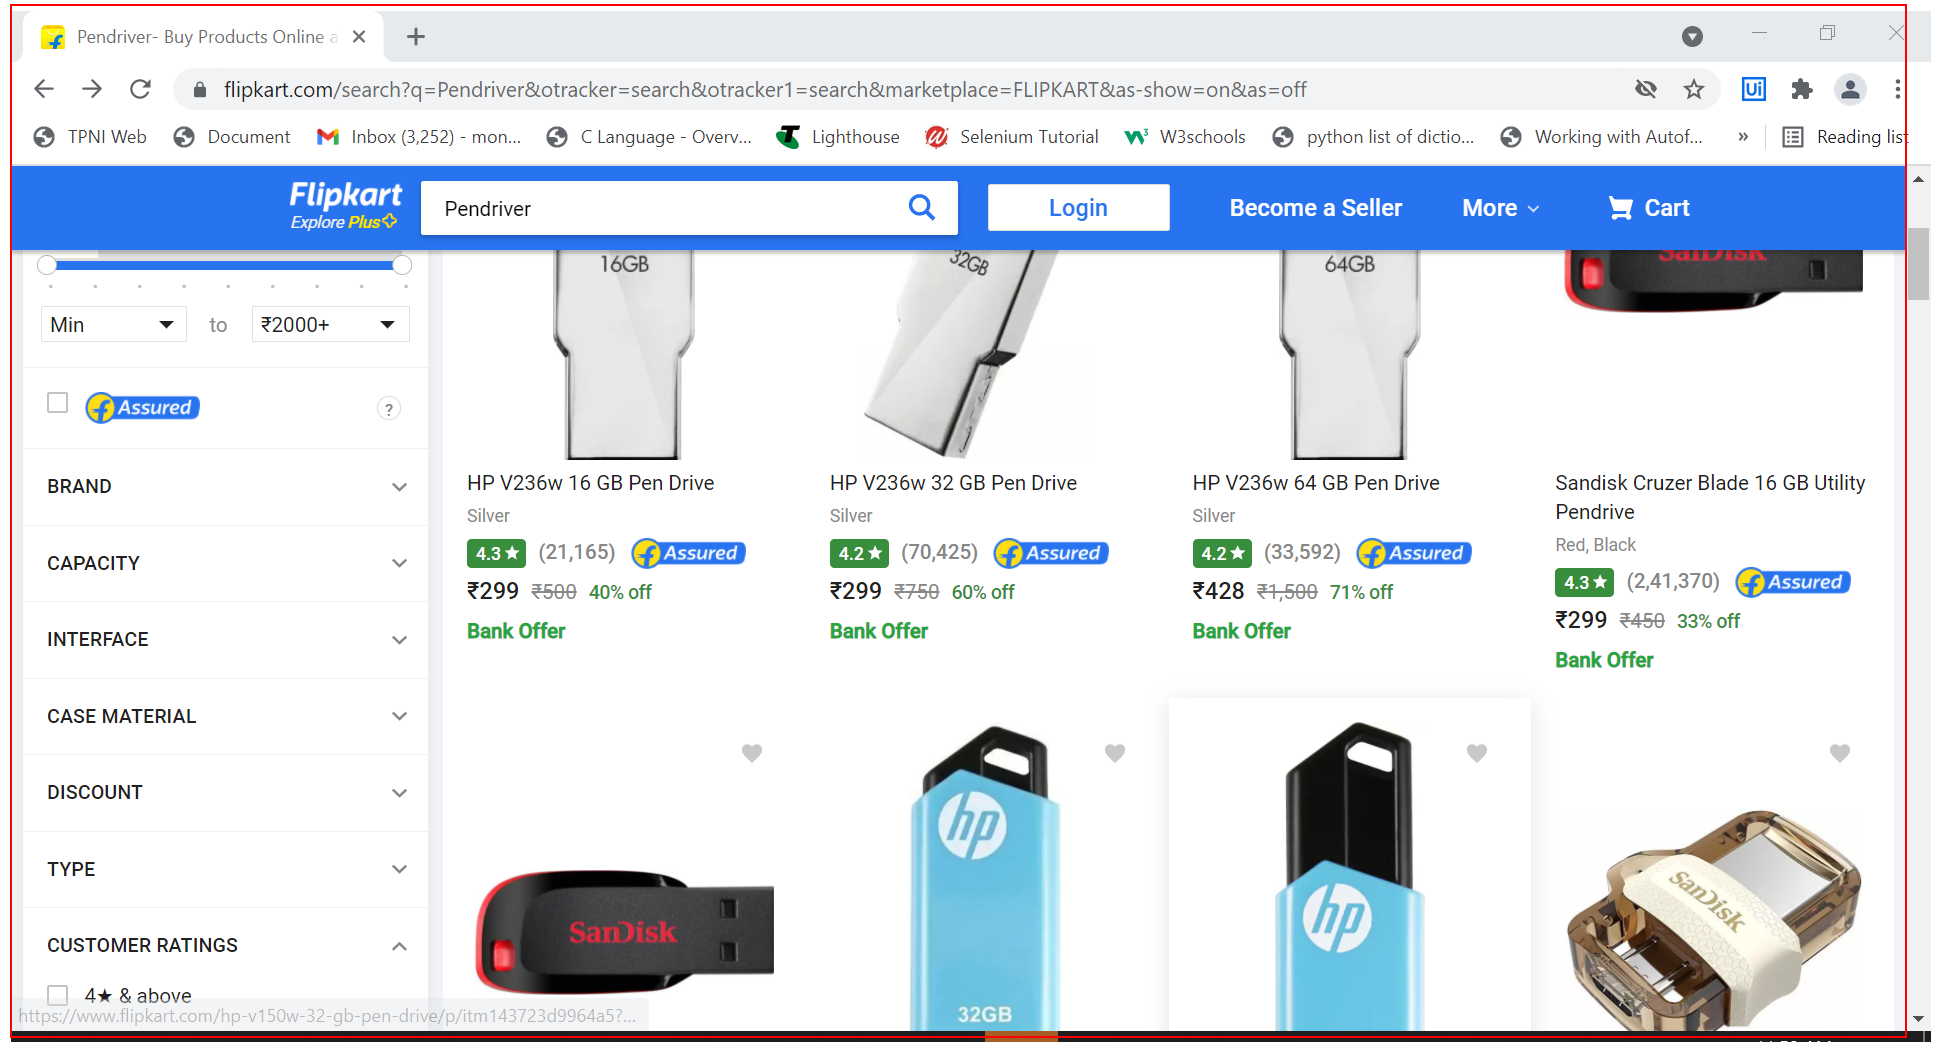 Pendriver- Buy Products Online a
flipkart.com/search?q=Pendriver&otracker=search&otracker1=search&marketplace=FLIPKART&as-show=on&as=off
Ui
TPNI Web
Document
Inbox (3,252) - mon...
C Language - Overv...
Lighthouse
Selenium Tutorial
W3schools
python list of dictio...
Working with Autof...
»
Reading list
Flipkart
Explore Plus
Pendriver
Login
Become a Seller
More
Cart
Min
to
₹2000+
Assured
?
BRAND
CAPACITY
INTERFACE
CASE MATERIAL
DISCOUNT
TYPE
CUSTOMER RATINGS
4★ & above
https://www.flipkart.com/hp-v150w-32-gb-pen-drive/p/itm143723d9964a5?...
16GB
32GB
64GB
SanDisk
HP V236w 16 GB Pen Drive
Silver
4.3★ (21,165) Assured
₹299 ₹500 40% off
Bank Offer
HP V236w 32 GB Pen Drive
Silver
4.2★ (70,425) Assured
₹299 ₹750 60% off
Bank Offer
HP V236w 64 GB Pen Drive
Silver
4.2★ (33,592) Assured
₹428 ₹1,500 71% off
Bank Offer
Sandisk Cruzer Blade 16 GB Utility
Pendrive
Red, Black
4.3★ (2,41,370) Assured
₹299 ₹450 33% off
Bank Offer
SanDisk
hp
32GB
hp
SanDisk